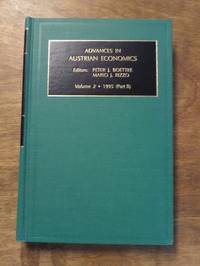 ADVANCES IN
AUSTRIAN ECONOMICS
Editors: PETER J. BOETTKE
MARIO J. RIZZO
Volume 2 • 1995 (Part B)